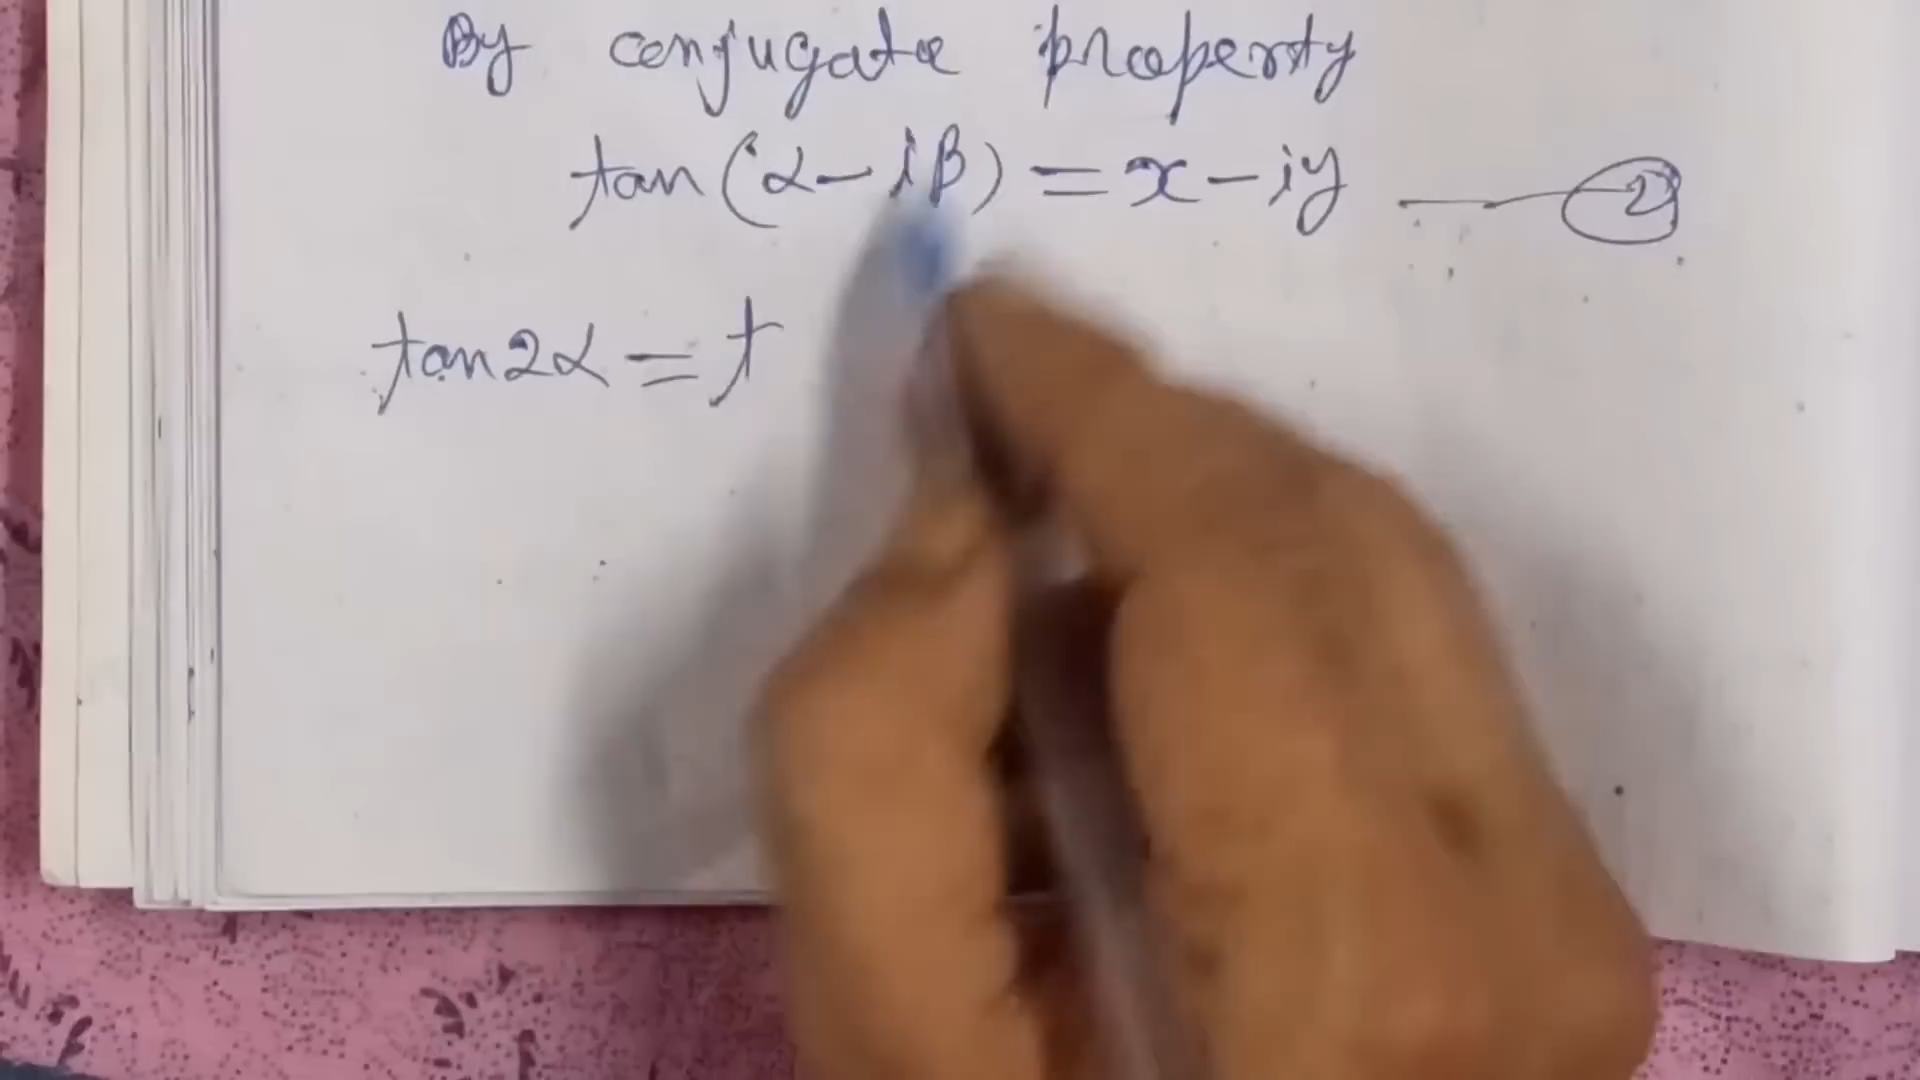 By conjugate property
tan(α-iβ) = x-iy — 2
tan2α = t